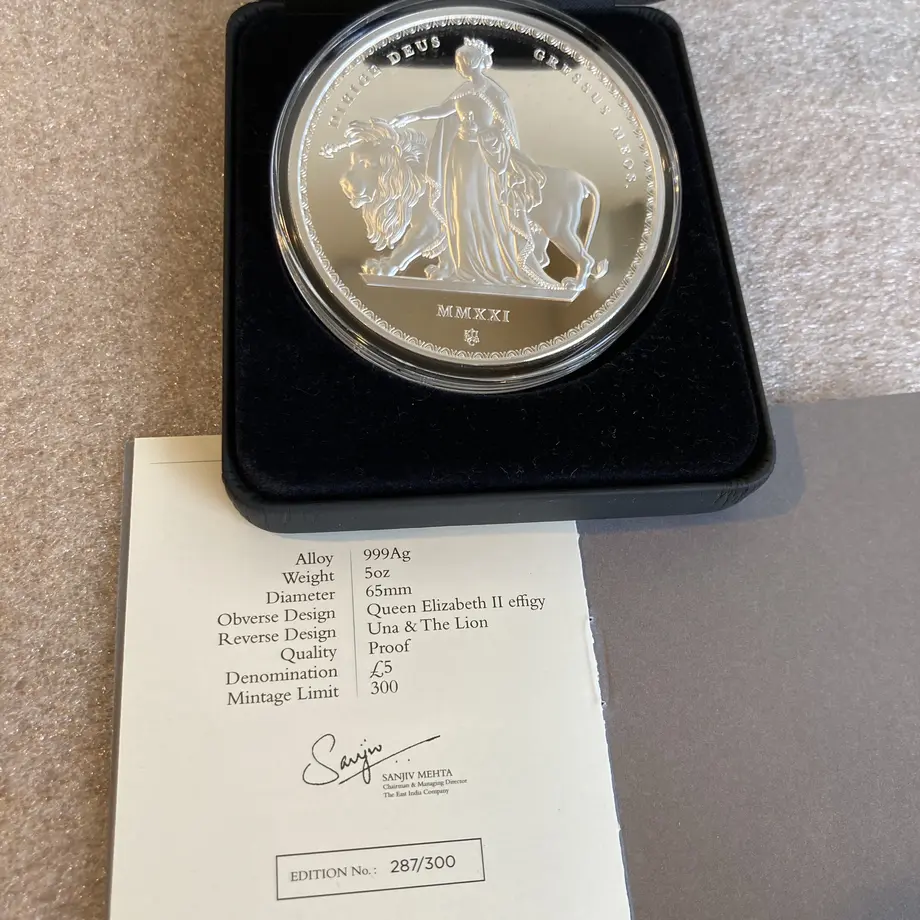 DIRIGE DEUS GRESSUS MEOS.
MMXXI
Alloy 999Ag
Weight 5oz
Diameter 65mm
Obverse Design Queen Elizabeth II effigy
Reverse Design Una & The Lion
Quality Proof
Denomination £5
Mintage Limit 300
Sanjiv
SANJIV MEHTA
Chairman & Managing Director
The East India Company
EDITION No.: 287/300